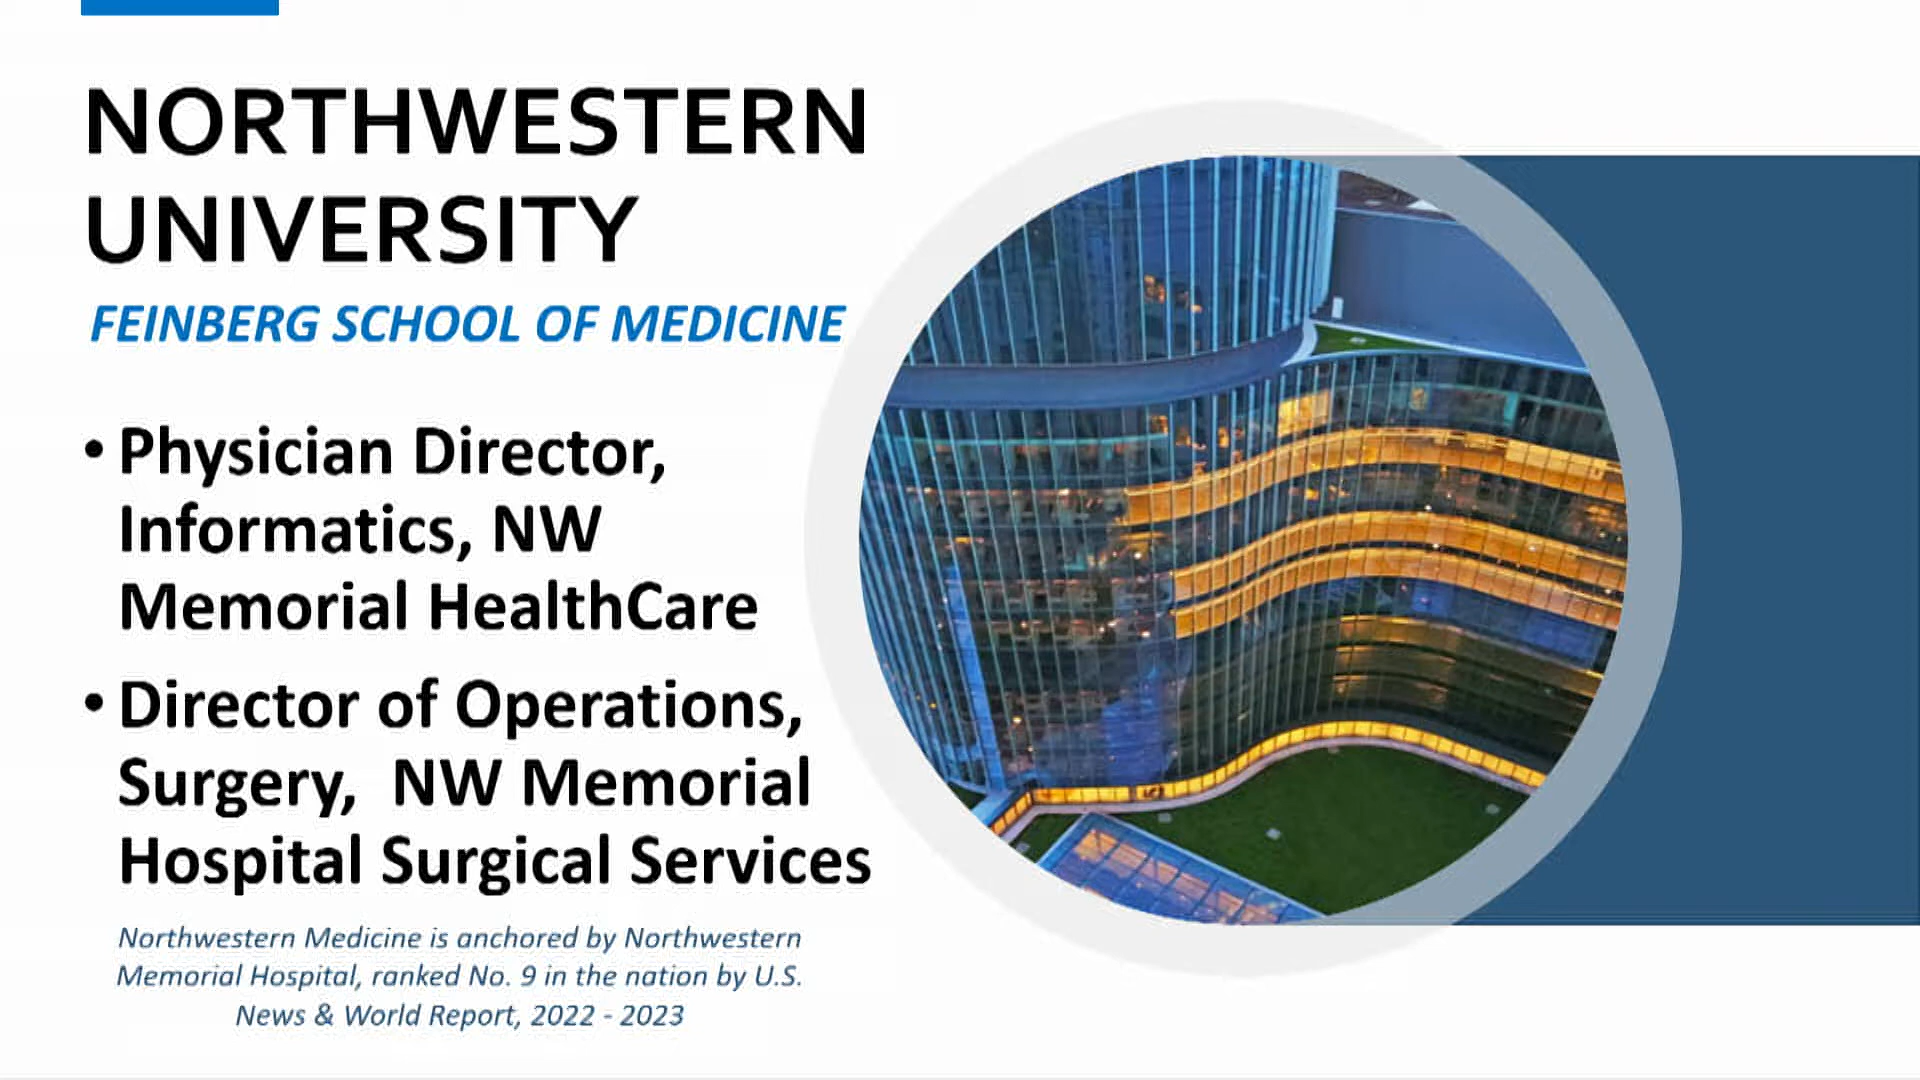 NORTHWESTERN
UNIVERSITY
FEINBERG SCHOOL OF MEDICINE
• Physician Director,
Informatics, NW
Memorial HealthCare
• Director of Operations,
Surgery,  NW Memorial
Hospital Surgical Services
Northwestern Medicine is anchored by Northwestern
Memorial Hospital, ranked No. 9 in the nation by U.S.
News & World Report, 2022 - 2023